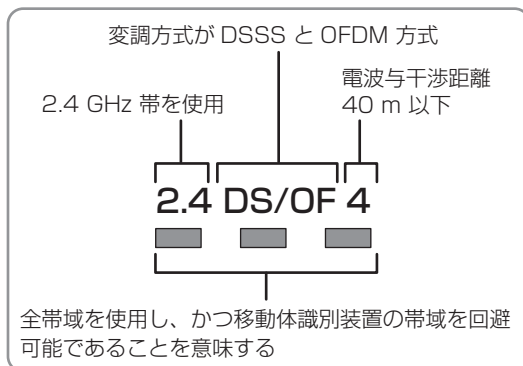 変調方式が DSSS と OFDM 方式
電波与干渉距離
40 m 以下
2.4 GHz 帯を使用
2.4 DS/OF 4
全帯域を使用し、かつ移動体識別装置の帯域を回避
可能であることを意味する